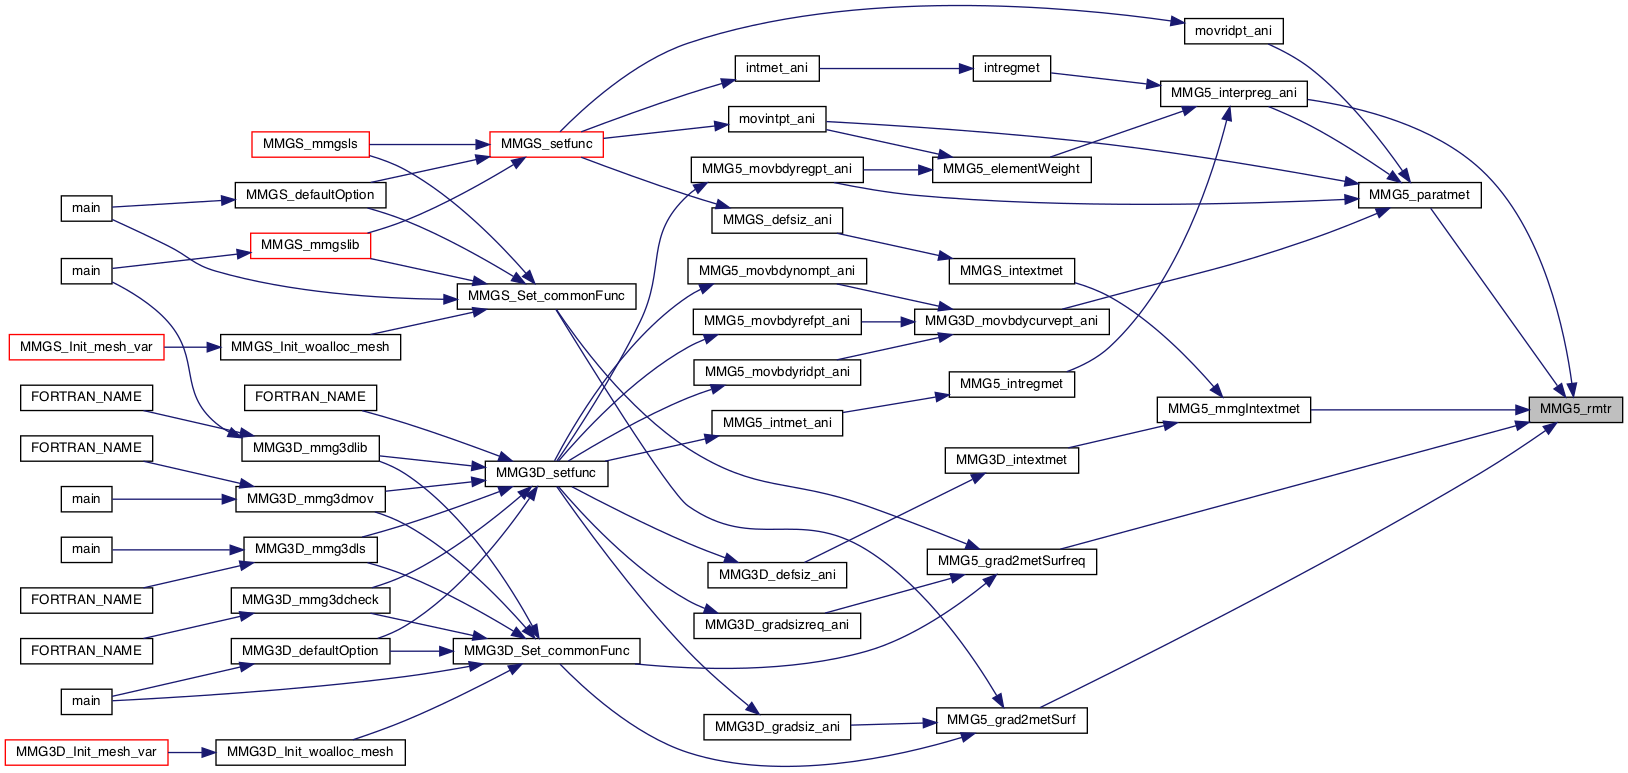 movridpt_ani
intmet_ani
intregmet
MMG5_interpreg_ani
movintpt_ani
MMGS_mmgsls
MMGS_setfunc
MMG5_movbdyregpt_ani
MMG5_elementWeight
MMG5_paratmet
main
MMGS_defaultOption
MMGS_defsiz_ani
MMGS_mmgslib
main
MMG5_movbdynompt_ani
MMGS_intextmet
MMGS_Set_commonFunc
MMG5_movbdyrefpt_ani
MMG3D_movbdycurvept_ani
MMGS_Init_mesh_var
MMGS_Init_woalloc_mesh
MMG5_movbdyridpt_ani
MMG5_intregmet
FORTRAN_NAME
FORTRAN_NAME
MMG5_mmgIntextmet
MMG5_rmtr
MMG5_intmet_ani
FORTRAN_NAME
MMG3D_mmg3dlib
MMG3D_intextmet
MMG3D_setfunc
main
MMG3D_mmg3dmov
main
MMG3D_mmg3dls
MMG5_grad2metSurfreq
MMG3D_defsiz_ani
FORTRAN_NAME
MMG3D_mmg3dcheck
MMG3D_gradsizreq_ani
FORTRAN_NAME
MMG3D_defaultOption
MMG3D_Set_commonFunc
main
MMG3D_gradsiz_ani
MMG5_grad2metSurf
MMG3D_Init_mesh_var
MMG3D_Init_woalloc_mesh